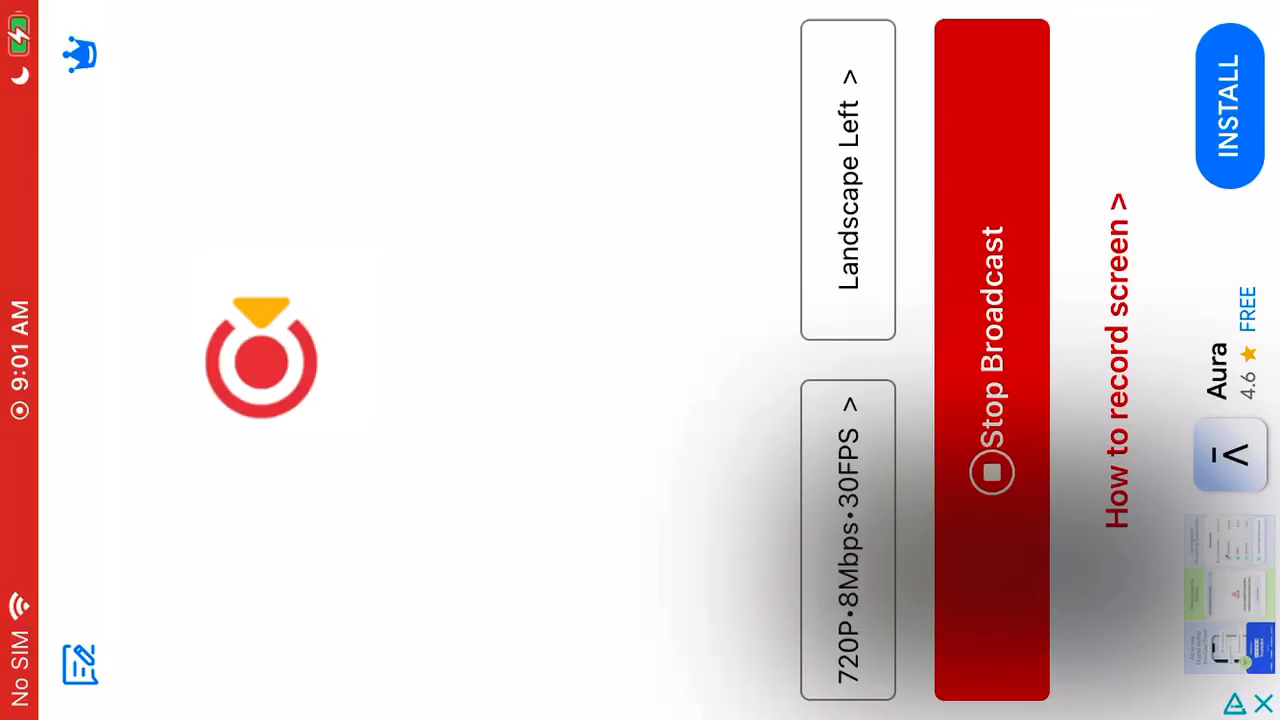 No SIM 9:01 AM
720P•8Mbps•30FPS >
Landscape Left >
Stop Broadcast
How to record screen >
Aura
4.6 ★ FREE
INSTALL